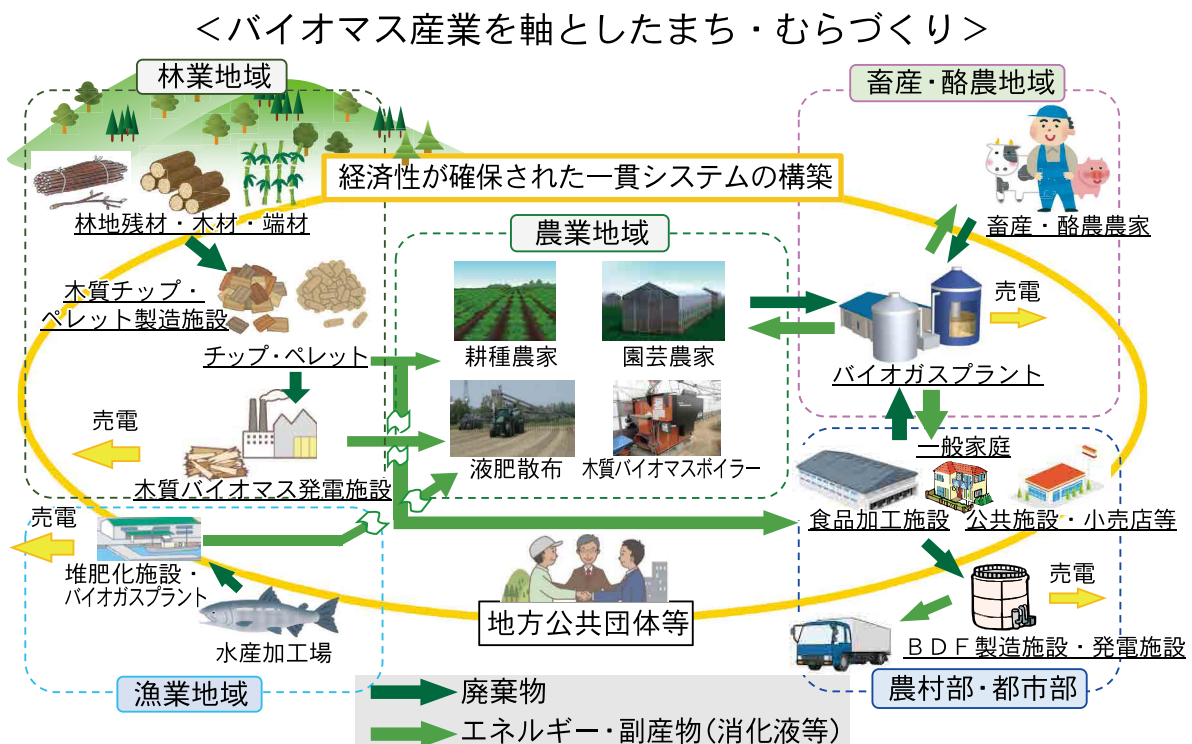 ＜バイオマス産業を軸としたまち・むらづくり＞
林業地域
畜産・酪農地域
経済性が確保された一貫システムの構築
林地残材・木材・端材
畜産・酪農農家
農業地域
木質チップ・
ペレット製造施設
売電
チップ・ペレット
耕種農家
園芸農家
バイオガスプラント
売電
一般家庭
液肥散布
木質バイオマスボイラー
木質バイオマス発電施設
売電
食品加工施設
公共施設・小売店等
堆肥化施設・
バイオガスプラント
売電
地方公共団体等
水産加工場
ＢＤＦ製造施設・発電施設
漁業地域
農村部・都市部
廃棄物
エネルギー・副産物（消化液等）